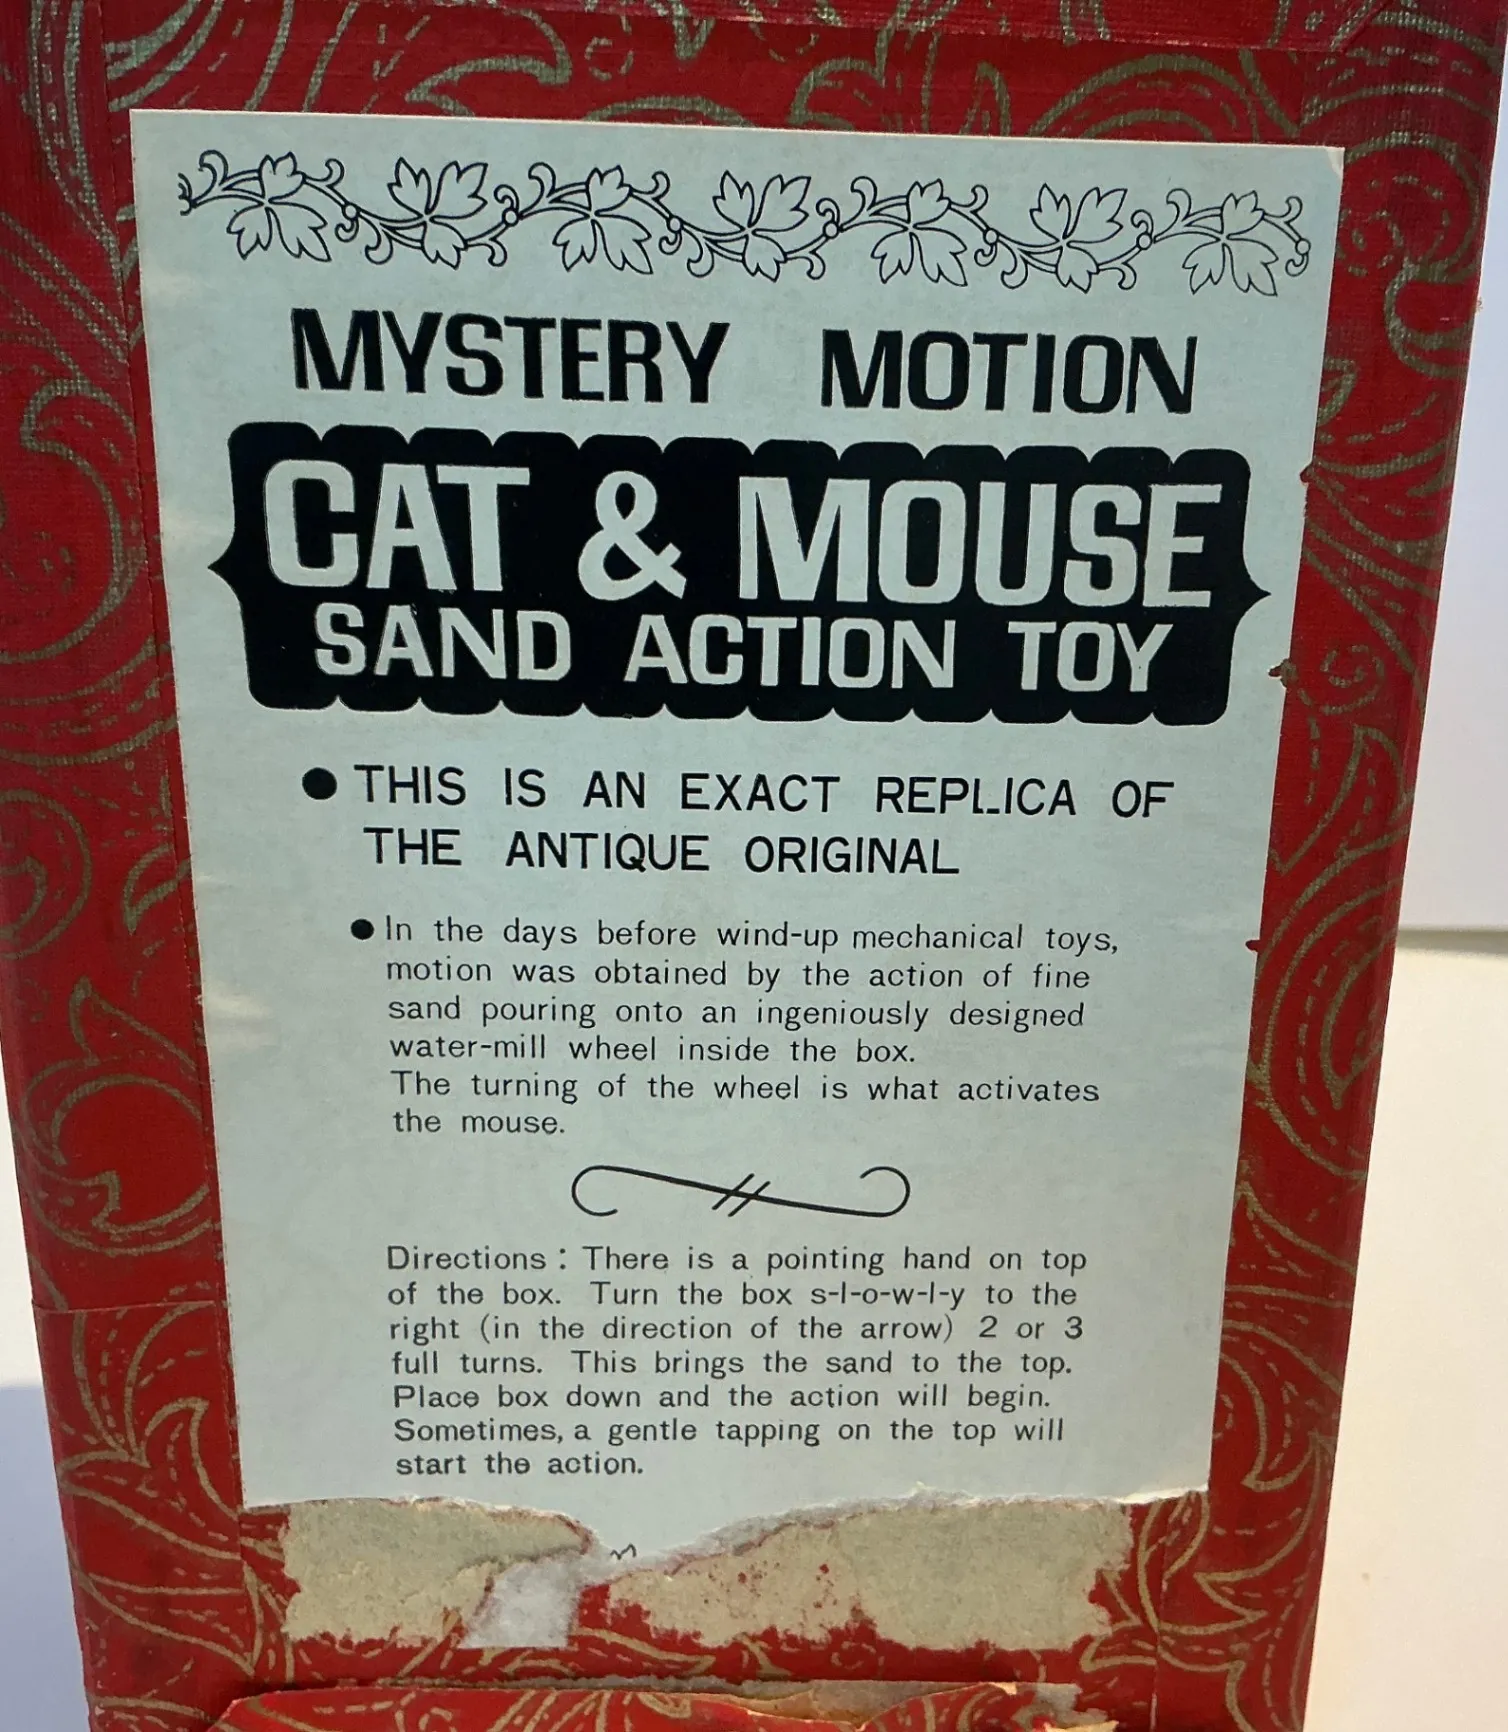 MYSTERY MOTION
CAT & MOUSE
SAND ACTION TOY
● THIS IS AN EXACT REPLICA OF
THE ANTIQUE ORIGINAL
● In the days before wind-up mechanical toys,
motion was obtained by the action of fine
sand pouring onto an ingeniously designed
water-mill wheel inside the box.
The turning of the wheel is what activates
the mouse.
Directions : There is a pointing hand on top
of the box. Turn the box s-l-o-w-l-y to the
right (in the direction of the arrow) 2 or 3
full turns. This brings the sand to the top.
Place box down and the action will begin.
Sometimes, a gentle tapping on the top will
start the action.